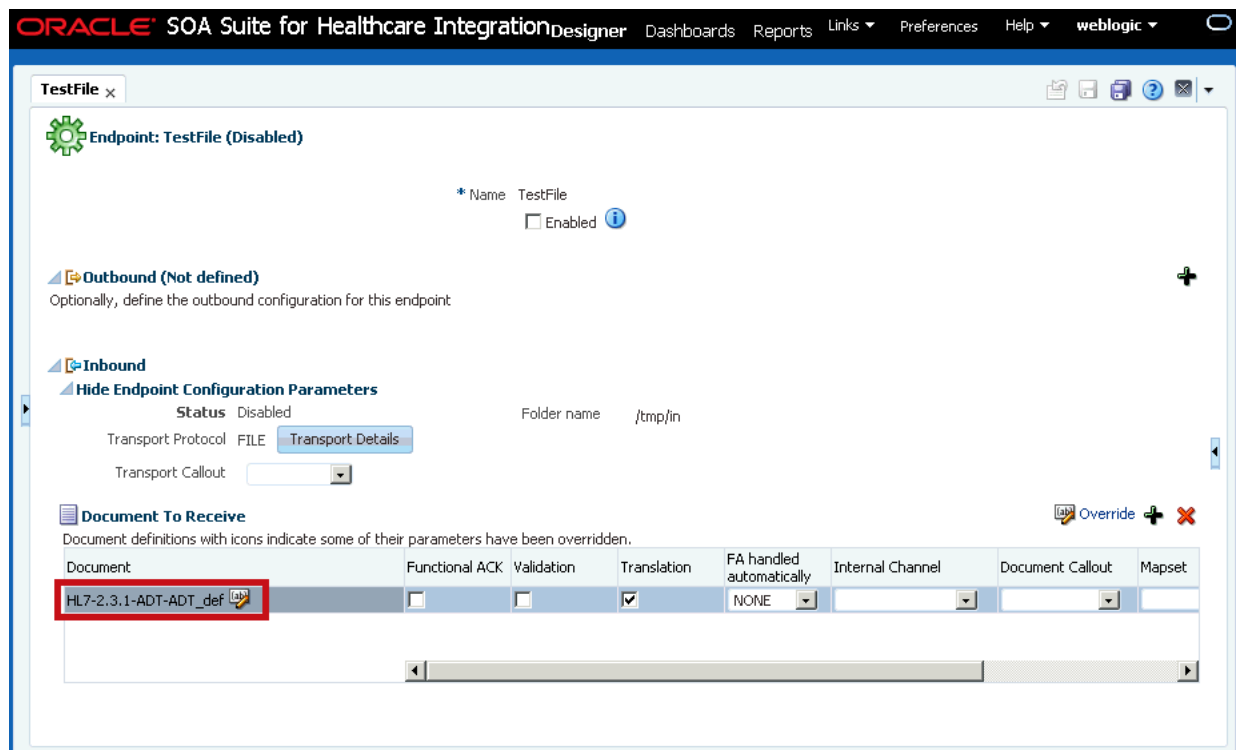 ORACLE SOA Suite for Healthcare Integration Designer Dashboards Reports Links Preferences Help weblogic
TestFile x
Endpoint: TestFile (Disabled)
* Name TestFile
Enabled
Outbound (Not defined)
Optionally, define the outbound configuration for this endpoint
Inbound
Hide Endpoint Configuration Parameters
Status Disabled Folder name /tmp/in
Transport Protocol FILE Transport Details
Transport Callout
Document To Receive Override
Document definitions with icons indicate some of their parameters have been overridden.
Document Functional ACK Validation Translation FA handled automatically Internal Channel Document Callout Mapset
HL7-2.3.1-ADT-ADT_def NONE